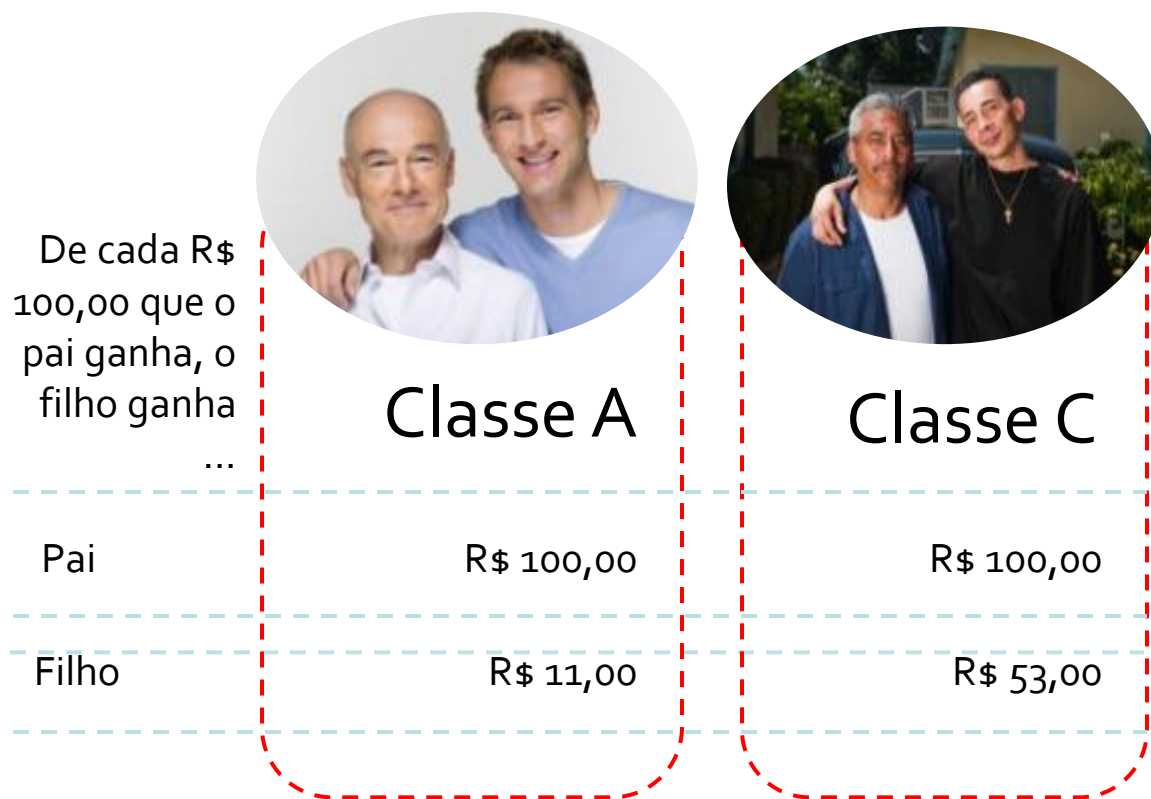 De cada R$
100,00 que o
pai ganha, o
filho ganha
...
Classe A
Classe C
Pai
R$ 100,00
R$ 100,00
Filho
R$ 11,00
R$ 53,00